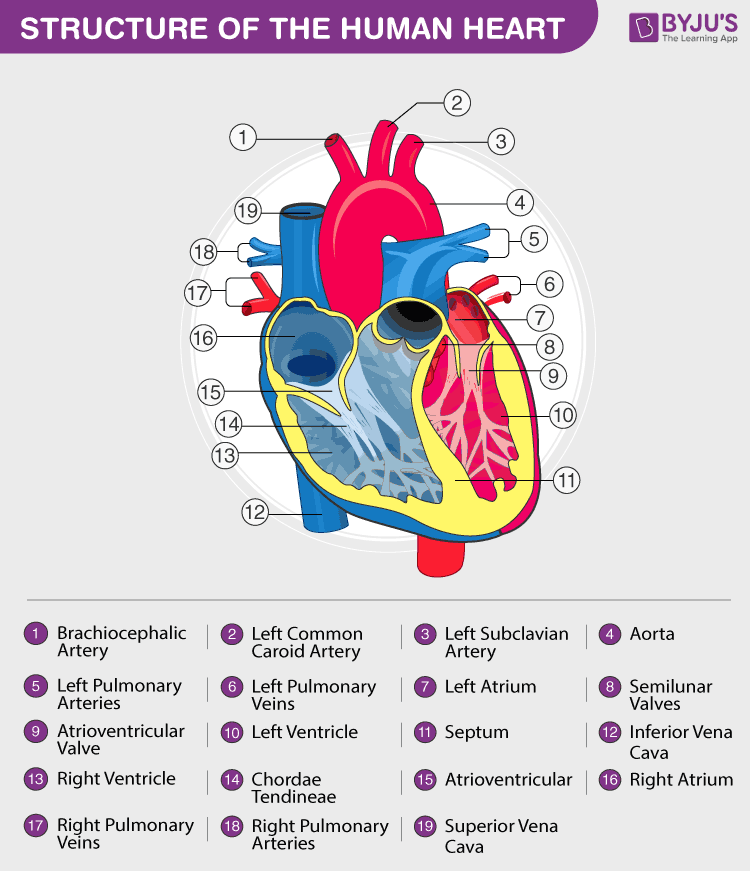 STRUCTURE OF THE HUMAN HEART
BYJU'S
The Learning App
1
2
3
4
5
6
7
8
9
10
11
12
13
14
15
16
17
18
19
1 Brachiocephalic
Artery
2 Left Common
Caroid Artery
3 Left Subclavian
Artery
4 Aorta
5 Left Pulmonary
Arteries
6 Left Pulmonary
Veins
7 Left Atrium
8 Semilunar
Valves
9 Atrioventricular
Valve
10 Left Ventricle
11 Septum
12 Inferior Vena
Cava
13 Right Ventricle
14 Chordae
Tendineae
15 Atrioventricular
16 Right Atrium
17 Right Pulmonary
Veins
18 Right Pulmonary
Arteries
19 Superior Vena
Cava